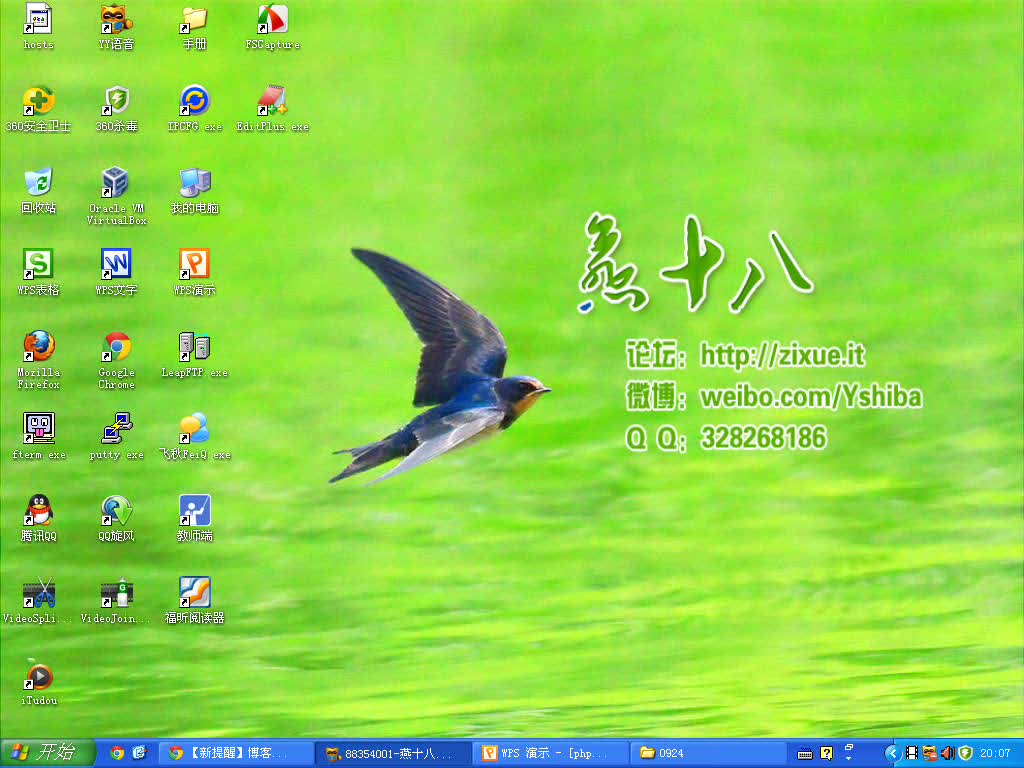 hosts
YY语音
手册
FSCapture
360安全卫士
360杀毒
IPCFG.exe
EditPlus.exe
回收站
Oracle VM
VirtualBox
我的电脑
WPS表格
WPS文字
WPS演示
Mozilla
Firefox
Google
Chrome
LeapFTP.exe
fterm.exe
putty.exe
飞秋FeiQ.exe
腾讯QQ
QQ旋风
教师端
VideoSpli...
VideoJoin...
福昕阅读器
iTudou
燕十八
论坛：http://zixue.it
微博：weibo.com/Yshiba
Q Q：328268186
开始
【新提醒】博客...
88354001-燕十八...
WPS 演示 - [php...
0924
20:07